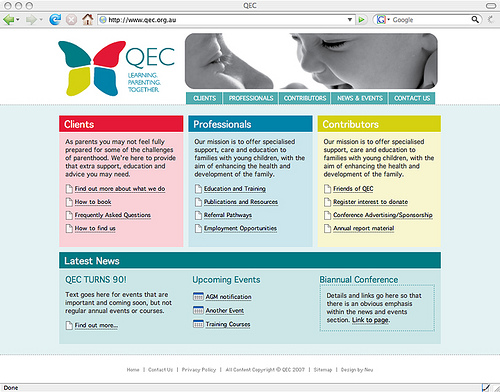 QEC
http://www.qec.org.au
Google
QEC
LEARNING.
PARENTING.
TOGETHER.
CLIENTS
PROFESSIONALS
CONTRIBUTORS
NEWS & EVENTS
CONTACT US
Clients
As parents you may not feel fully
prepared for some of the challenges
of parenthood. We're here to provide
that extra support, education and
advice you may need.
Find out more about what we do
How to book
Frequently Asked Questions
How to find us
Professionals
Our mission is to offer specialised
support, care and education to
families with young children, with the
aim of enhancing the health and
development of the family.
Education and Training
Publications and Resources
Referral Pathways
Employment Opportunities
Contributors
Our mission is to offer specialised
support, care and education to
families with young children, with the
aim of enhancing the health and
development of the family.
Friends of QEC
Register interest to donate
Conference Advertising/Sponsorship
Annual report material
Latest News
QEC TURNS 90!
Text goes here for events that are
important and coming soon, but not
regular annual events or courses.
Find out more...
Upcoming Events
AGM notification
Another Event
Training Courses
Biannual Conference
Details and links go here so that
there is an obvious emphasis
within the news and events
section. Link to page.
Home | Contact Us | Privacy Policy | All Content Copyright © QEC 2007 | Sitemap | Design by Neu
Done